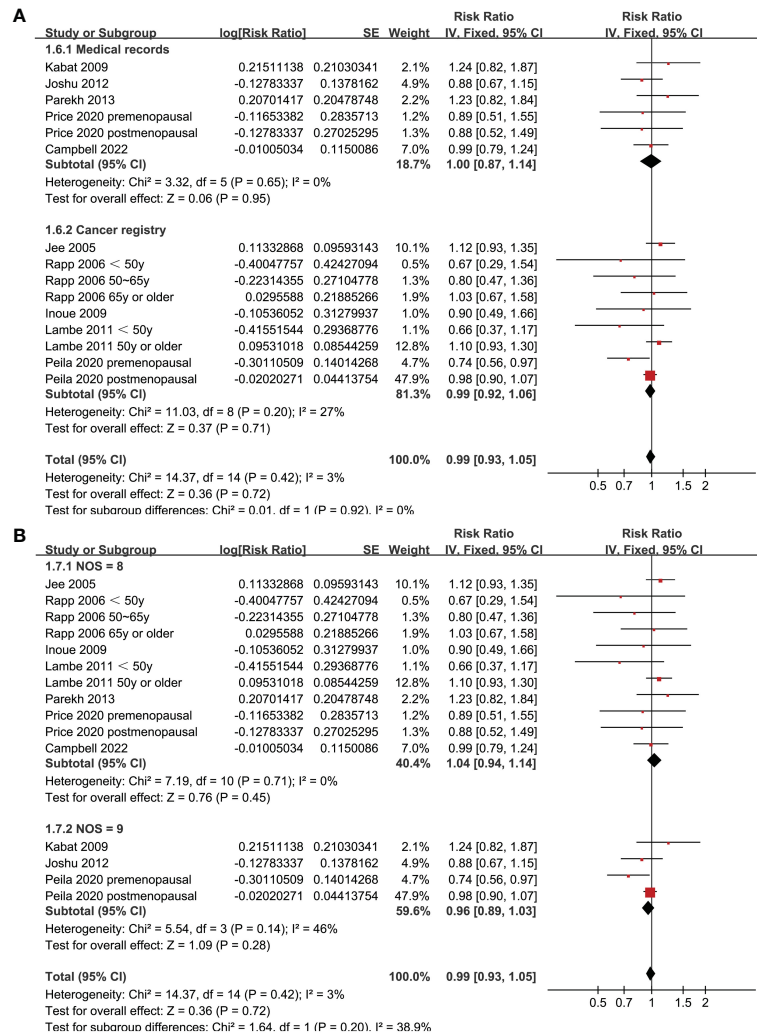 A
Risk Ratio Risk Ratio
Study or Subgroup log[Risk Ratio] SE Weight IV, Fixed, 95% CI IV, Fixed, 95% CI
1.6.1 Medical records
Kabat 2009 0.21511138 0.21030341 2.1% 1.24 [0.82, 1.87]
Joshu 2012 -0.12783337 0.1378162 4.9% 0.88 [0.67, 1.15]
Parekh 2013 0.20701417 0.20478748 2.2% 1.23 [0.82, 1.84]
Price 2020 premenopausal -0.11653382 0.2835713 1.2% 0.89 [0.51, 1.55]
Price 2020 postmenopausal -0.12783337 0.27025295 1.3% 0.88 [0.52, 1.49]
Campbell 2022 -0.01005034 0.1150086 7.0% 0.99 [0.79, 1.24]
Subtotal (95% CI) 18.7% 1.00 [0.87, 1.14]
Heterogeneity: Chi² = 3.32, df = 5 (P = 0.65); I² = 0%
Test for overall effect: Z = 0.06 (P = 0.95)
1.6.2 Cancer registry
Jee 2005 0.11332868 0.09593143 10.1% 1.12 [0.93, 1.35]
Rapp 2006 < 50y -0.40047757 0.42427094 0.5% 0.67 [0.29, 1.54]
Rapp 2006 50~65y -0.22314355 0.27104778 1.3% 0.80 [0.47, 1.36]
Rapp 2006 65y or older 0.0295588 0.21885266 1.9% 1.03 [0.67, 1.58]
Inoue 2009 -0.10536052 0.31279937 1.0% 0.90 [0.49, 1.66]
Lambe 2011 < 50y -0.41551544 0.29368776 1.1% 0.66 [0.37, 1.17]
Lambe 2011 50y or older 0.09531018 0.08544259 12.8% 1.10 [0.93, 1.30]
Peila 2020 premenopausal -0.30110509 0.14014268 4.7% 0.74 [0.56, 0.97]
Peila 2020 postmenopausal -0.02020271 0.04413754 47.9% 0.98 [0.90, 1.07]
Subtotal (95% CI) 81.3% 0.99 [0.92, 1.06]
Heterogeneity: Chi² = 11.03, df = 8 (P = 0.20); I² = 27%
Test for overall effect: Z = 0.37 (P = 0.71)
Total (95% CI) 100.0% 0.99 [0.93, 1.05]
Heterogeneity: Chi² = 14.37, df = 14 (P = 0.42); I² = 3%
Test for overall effect: Z = 0.36 (P = 0.72)
Test for subgroup differences: Chi² = 0.01, df = 1 (P = 0.92), I² = 0%
0.5 0.7 1 1.5 2
B
Risk Ratio Risk Ratio
Study or Subgroup log[Risk Ratio] SE Weight IV, Fixed, 95% CI IV, Fixed, 95% CI
1.7.1 NOS = 8
Jee 2005 0.11332868 0.09593143 10.1% 1.12 [0.93, 1.35]
Rapp 2006 < 50y -0.40047757 0.42427094 0.5% 0.67 [0.29, 1.54]
Rapp 2006 50~65y -0.22314355 0.27104778 1.3% 0.80 [0.47, 1.36]
Rapp 2006 65y or older 0.0295588 0.21885266 1.9% 1.03 [0.67, 1.58]
Inoue 2009 -0.10536052 0.31279937 1.0% 0.90 [0.49, 1.66]
Lambe 2011 < 50y -0.41551544 0.29368776 1.1% 0.66 [0.37, 1.17]
Lambe 2011 50y or older 0.09531018 0.08544259 12.8% 1.10 [0.93, 1.30]
Parekh 2013 0.20701417 0.20478748 2.2% 1.23 [0.82, 1.84]
Price 2020 premenopausal -0.11653382 0.2835713 1.2% 0.89 [0.51, 1.55]
Price 2020 postmenopausal -0.12783337 0.27025295 1.3% 0.88 [0.52, 1.49]
Campbell 2022 -0.01005034 0.1150086 7.0% 0.99 [0.79, 1.24]
Subtotal (95% CI) 40.4% 1.04 [0.94, 1.14]
Heterogeneity: Chi² = 7.19, df = 10 (P = 0.71); I² = 0%
Test for overall effect: Z = 0.76 (P = 0.45)
1.7.2 NOS = 9
Kabat 2009 0.21511138 0.21030341 2.1% 1.24 [0.82, 1.87]
Joshu 2012 -0.12783337 0.1378162 4.9% 0.88 [0.67, 1.15]
Peila 2020 premenopausal -0.30110509 0.14014268 4.7% 0.74 [0.56, 0.97]
Peila 2020 postmenopausal -0.02020271 0.04413754 47.9% 0.98 [0.90, 1.07]
Subtotal (95% CI) 59.6% 0.96 [0.89, 1.03]
Heterogeneity: Chi² = 5.54, df = 3 (P = 0.14); I² = 46%
Test for overall effect: Z = 1.09 (P = 0.28)
Total (95% CI) 100.0% 0.99 [0.93, 1.05]
Heterogeneity: Chi² = 14.37, df = 14 (P = 0.42); I² = 3%
Test for overall effect: Z = 0.36 (P = 0.72)
Test for subgroup differences: Chi² = 1.64, df = 1 (P = 0.20), I² = 38.9%
0.5 0.7 1 1.5 2